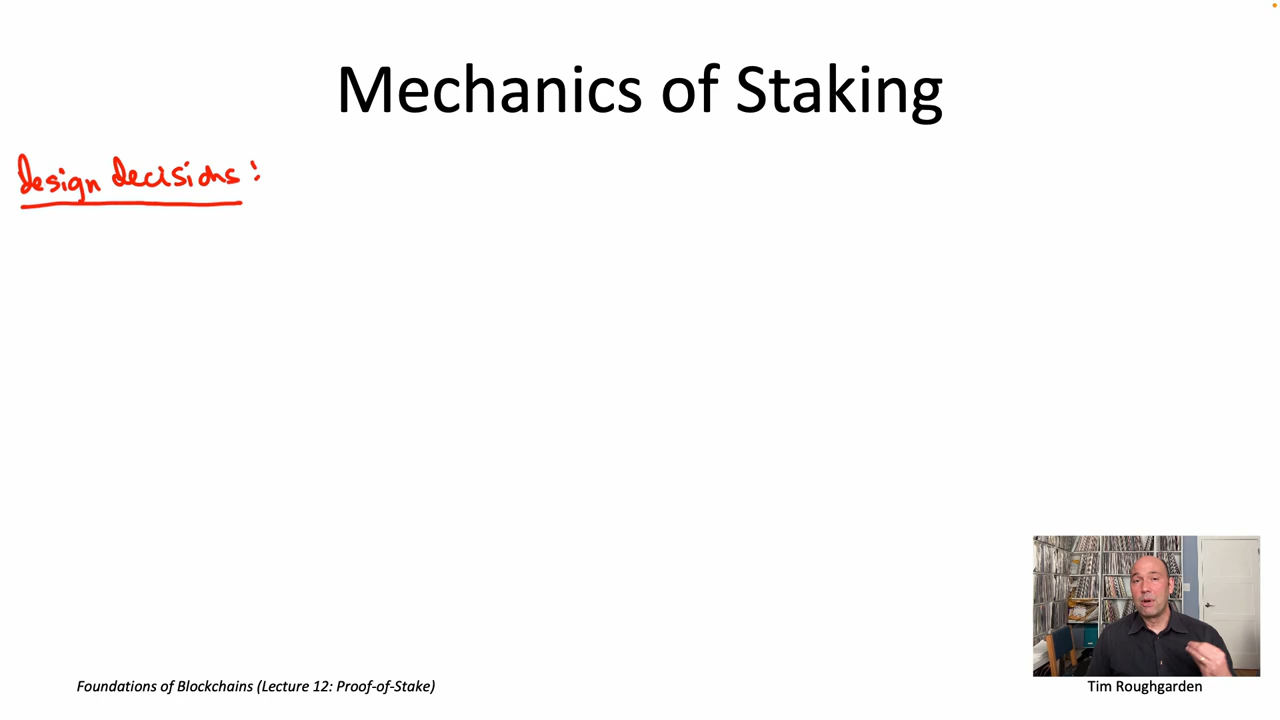 Mechanics of Staking
Design Decisions:
Foundations of Blockchains (Lecture 12: Proof-of-Stake)
Tim Roughgarden